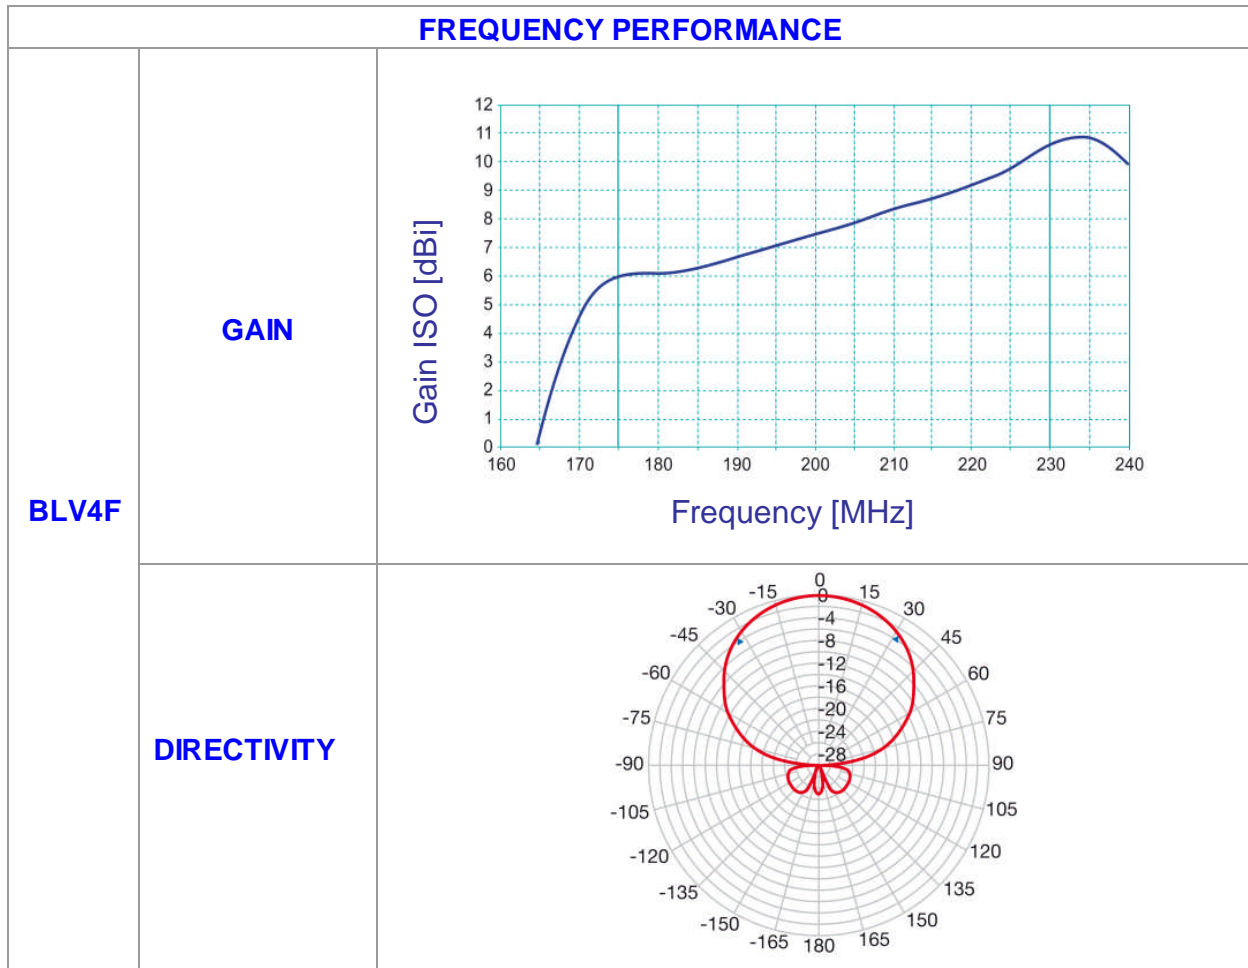 FREQUENCY PERFORMANCE
BLV4F
GAIN
Gain ISO [dBi]
12
11
10
9
8
7
6
5
4
3
2
1
0
160 170 180 190 200 210 220 230 240
Frequency [MHz]
DIRECTIVITY
0
-15 0 15
-30 30
-4
-45 -8 45
-12
-60 60
-16
-20
-75 75
-24
-28
-90 90
-105 105
-120 120
-135 135
-150 150
-165 180 165